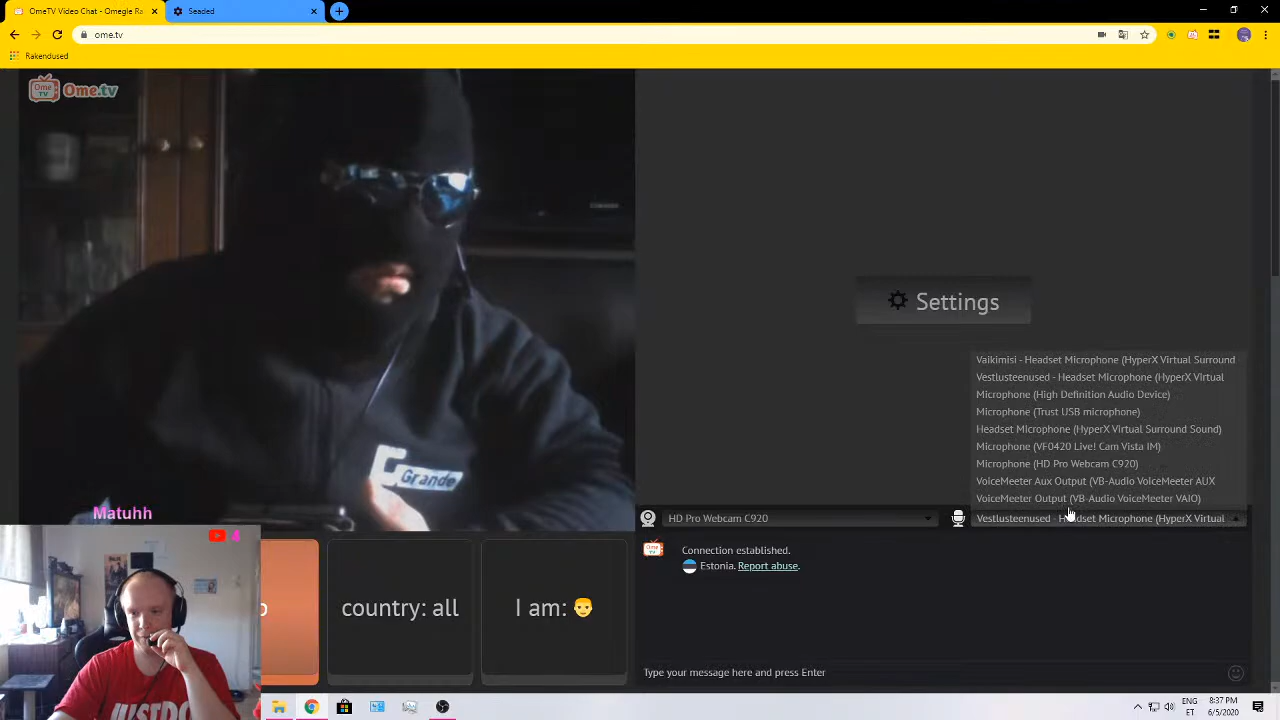 OmeTV Video Chat - Omegle Ra
Seaded
ome.tv
Rakendused
Ome TV
Ome.tv
Settings
Vaikimisi - Headset Microphone (HyperX Virtual Surround
Vestlusteenused - Headset Microphone (HyperX Virtual
Microphone (High Definition Audio Device)
Microphone (Trust USB microphone)
Headset Microphone (HyperX Virtual Surround Sound)
Microphone (VF0420 Live! Cam Vista IM)
Microphone (HD Pro Webcam C920)
VoiceMeeter Aux Output (VB-Audio VoiceMeeter AUX
VoiceMeeter Output (VB-Audio VoiceMeeter VAIO)
Grande
Matuhh
HD Pro Webcam C920
Vestlusteenused - Headset Microphone (HyperX Virtual
Connection established.
Estonia. Report abuse.
country: all
I am:
Type your message here and press Enter
JUST DO
ENG
ET
8:37 PM
6/5/2020